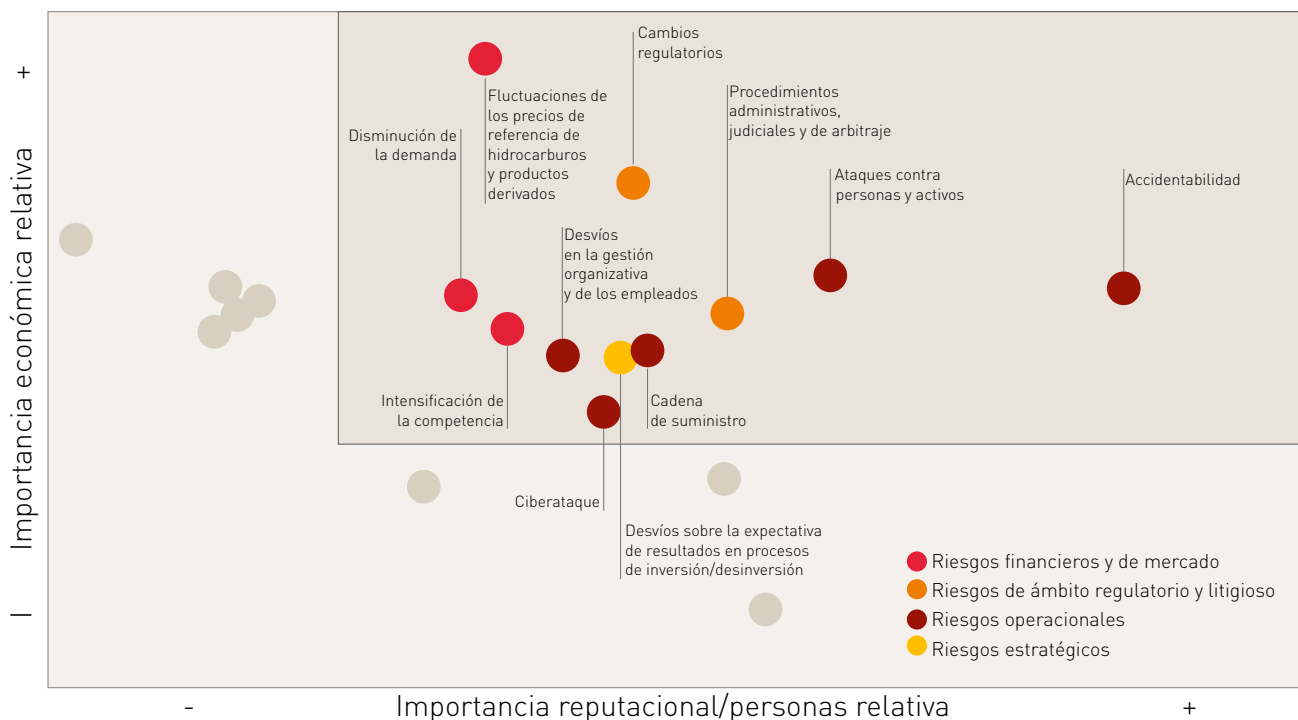 +
Importancia económica relativa
—
Cambios
regulatorios
Fluctuaciones de
los precios de
referencia de
hidrocarburos
y productos
derivados
Procedimientos
administrativos,
judiciales y de arbitraje
Disminución de
la demanda
Ataques contra
personas y activos
Accidentabilidad
Desvíos
en la gestión
organizativa
y de los empleados
Intensificación de
la competencia
Cadena
de suministro
Ciberataque
Desvíos sobre la expectativa
de resultados en procesos
de inversión/desinversión
Riesgos financieros y de mercado
Riesgos de ámbito regulatorio y litigioso
Riesgos operacionales
Riesgos estratégicos
-
Importancia reputacional/personas relativa
+